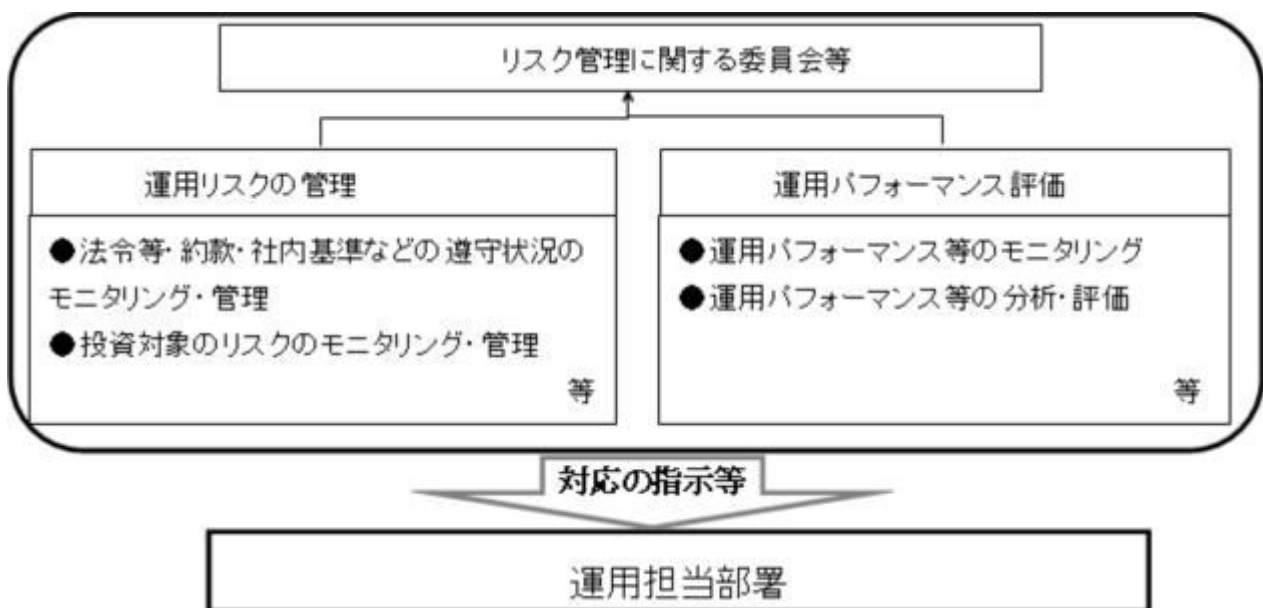 リスク管理に関する委員会等
運用リスクの管理
●法令等・約款・社内基準などの遵守状況の
モニタリング・管理
●投資対象のリスクのモニタリング・管理
等
運用パフォーマンス評価
●運用パフォーマンス等のモニタリング
●運用パフォーマンス等の分析・評価
等
対応の指示等
運用担当部署